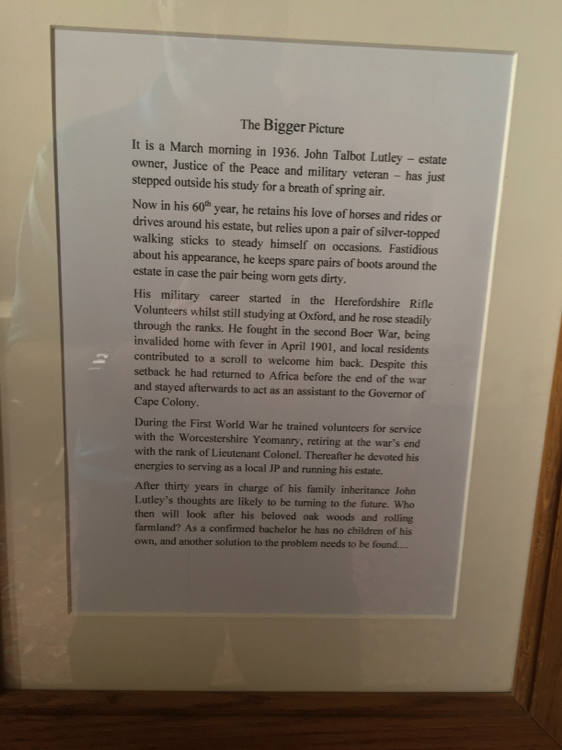 The Bigger Picture
It is a March morning in 1936. John Talbot Lutley – estate
owner, Justice of the Peace and military veteran – has just
stepped outside his study for a breath of spring air.
Now in his 60th year, he retains his love of horses and rides or
drives around his estate, but relies upon a pair of silver-topped
walking sticks to steady himself on occasions. Fastidious
about his appearance, he keeps spare pairs of boots around the
estate in case the pair being worn gets dirty.
His military career started in the Herefordshire Rifle
Volunteers whilst still studying at Oxford, and he rose steadily
through the ranks. He fought in the second Boer War, being
invalided home with fever in April 1901, and local residents
contributed to a scroll to welcome him back. Despite this
setback he had returned to Africa before the end of the war
and stayed afterwards to act as an assistant to the Governor of
Cape Colony.
During the First World War he trained volunteers for service
with the Worcestershire Yeomanry, retiring at the war's end
with the rank of Lieutenant Colonel. Thereafter he devoted his
energies to serving as a local JP and running his estate.
After thirty years in charge of his family inheritance John
Lutley's thoughts are likely to be turning to the future. Who
then will look after his beloved oak woods and rolling
farmland? As a confirmed bachelor he has no children of his
own, and another solution to the problem needs to be found....